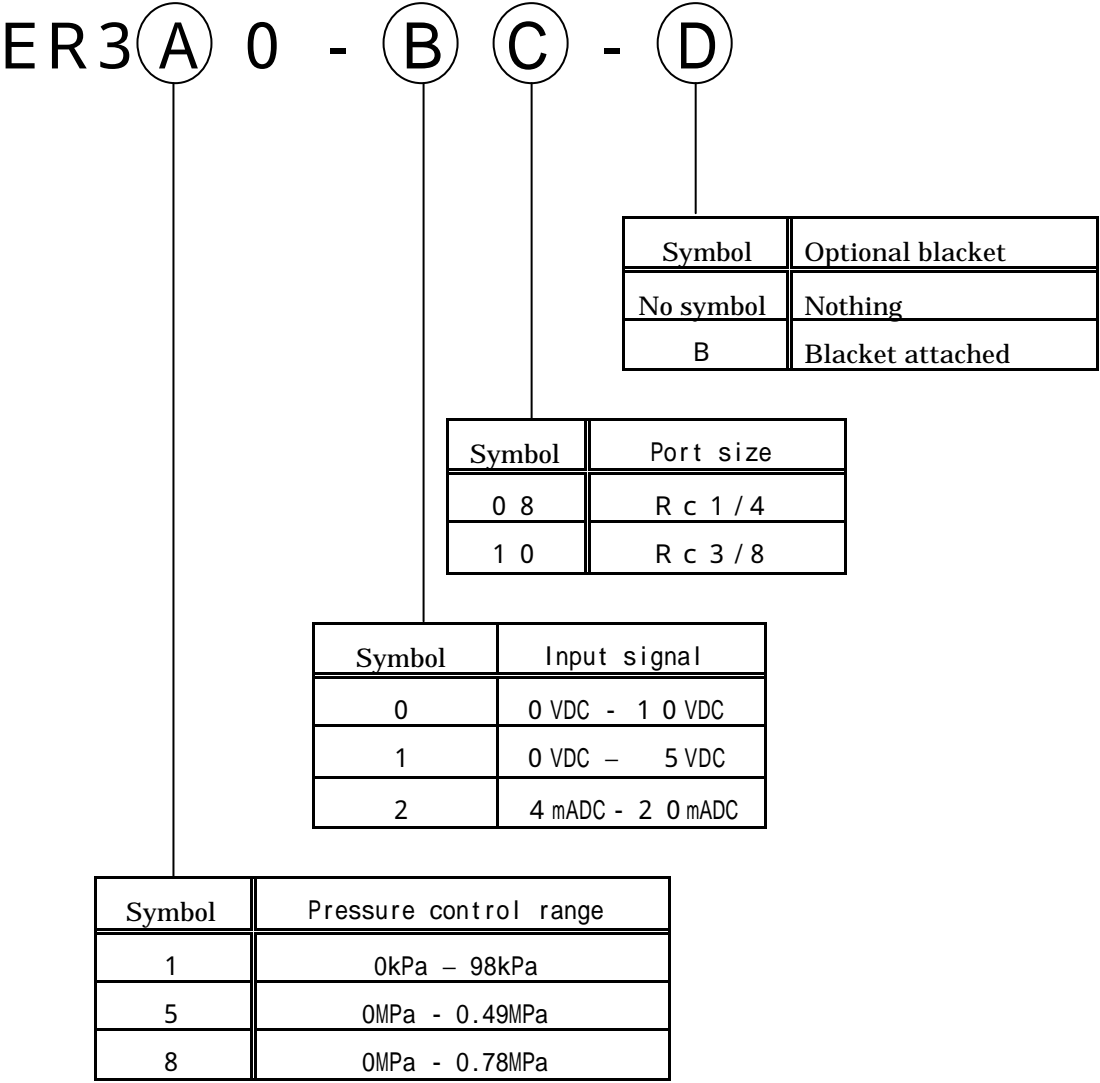 ER3A0 - BC - D
Symbol Optional blacket
No symbol Nothing
B Blacket attached
Symbol Port size
08 Rc1/4
10 Rc3/8
Symbol Input signal
0 0VDC - 10VDC
1 0VDC – 5VDC
2 4mADC - 20mADC
Symbol Pressure control range
1 0kPa – 98kPa
5 0MPa - 0.49MPa
8 0MPa - 0.78MPa